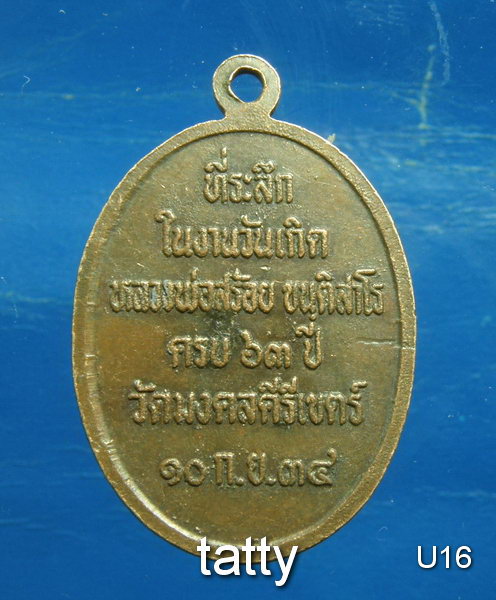 ที่ระลึก
ในงานวันเกิด
หลวงพ่อสร้อย ขนฺติสาโร
ครบ ๖๓ ปี
วัดมงคลคีรีเขตร์
๑๐ ก.ย.๓๔
tatty
U16